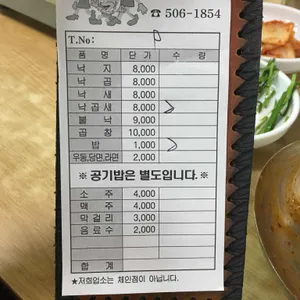 ☎ 506-1854
T.No:
품 명 단 가 수 량
낙 지 8,000
낙 곱 8,000
낙 새 8,000
낙곱새 8,000
불 낙 9,000
곱 창 10,000
밥 1,000
우동,당면,라면 2,000
※ 공기밥은 별도입니다. ※
소 주 4,000
맥 주 4,000
막걸리 3,000
음료수 2,000
합 계
★저희업소는 체인점이 아닙니다.★